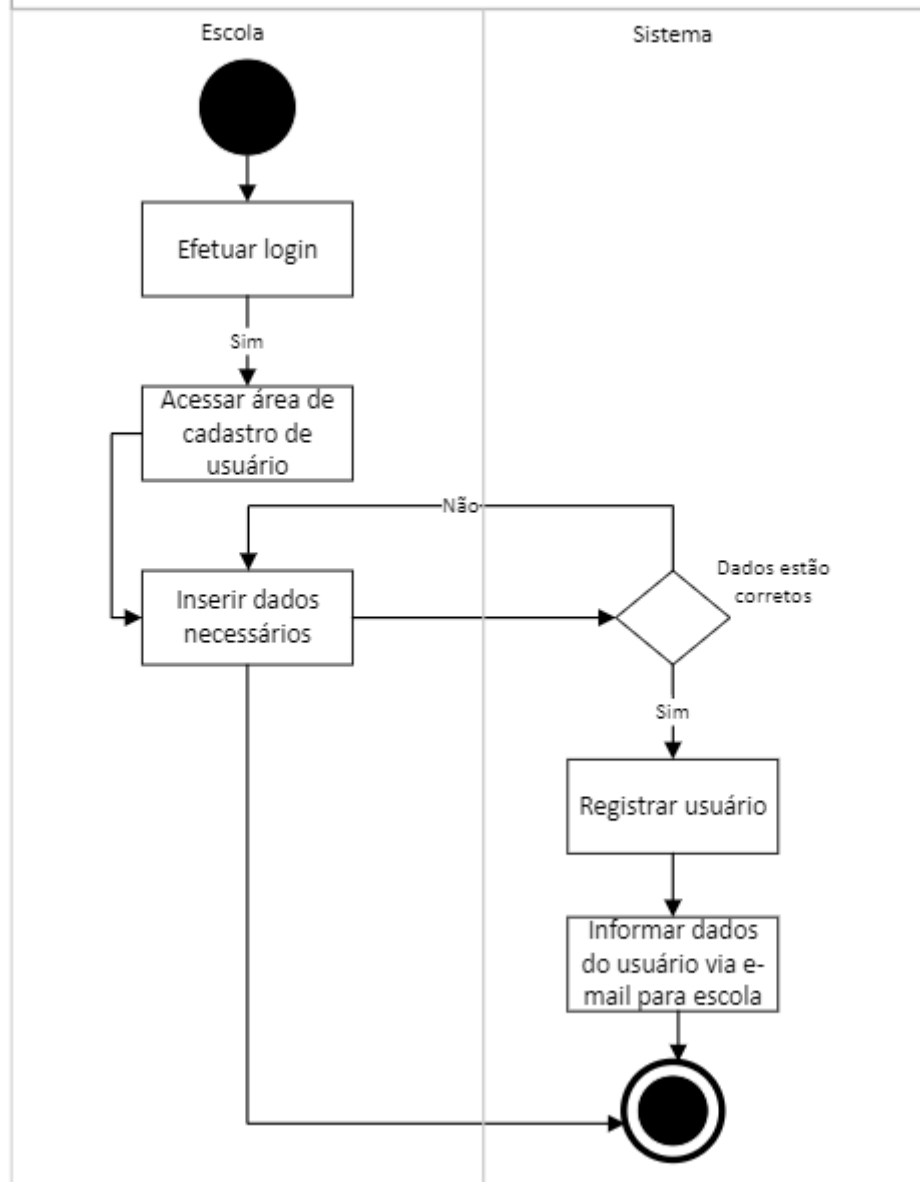 Escola
Sistema
Efetuar login
Sim
Acessar área de
cadastro de
usuário
Não
Dados estão
corretos
Inserir dados
necessários
Sim
Registrar usuário
Informar dados
do usuário via e-
mail para escola